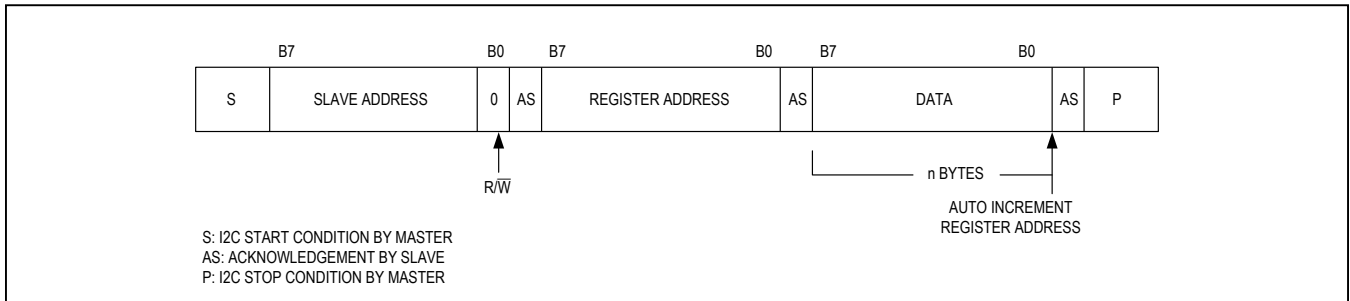 B7 B0 B7 B0 B7 B0
S SLAVE ADDRESS 0 AS REGISTER ADDRESS AS DATA AS P
R/W̅
n BYTES
AUTO INCREMENT
REGISTER ADDRESS
S: I2C START CONDITION BY MASTER
AS: ACKNOWLEDGEMENT BY SLAVE
P: I2C STOP CONDITION BY MASTER